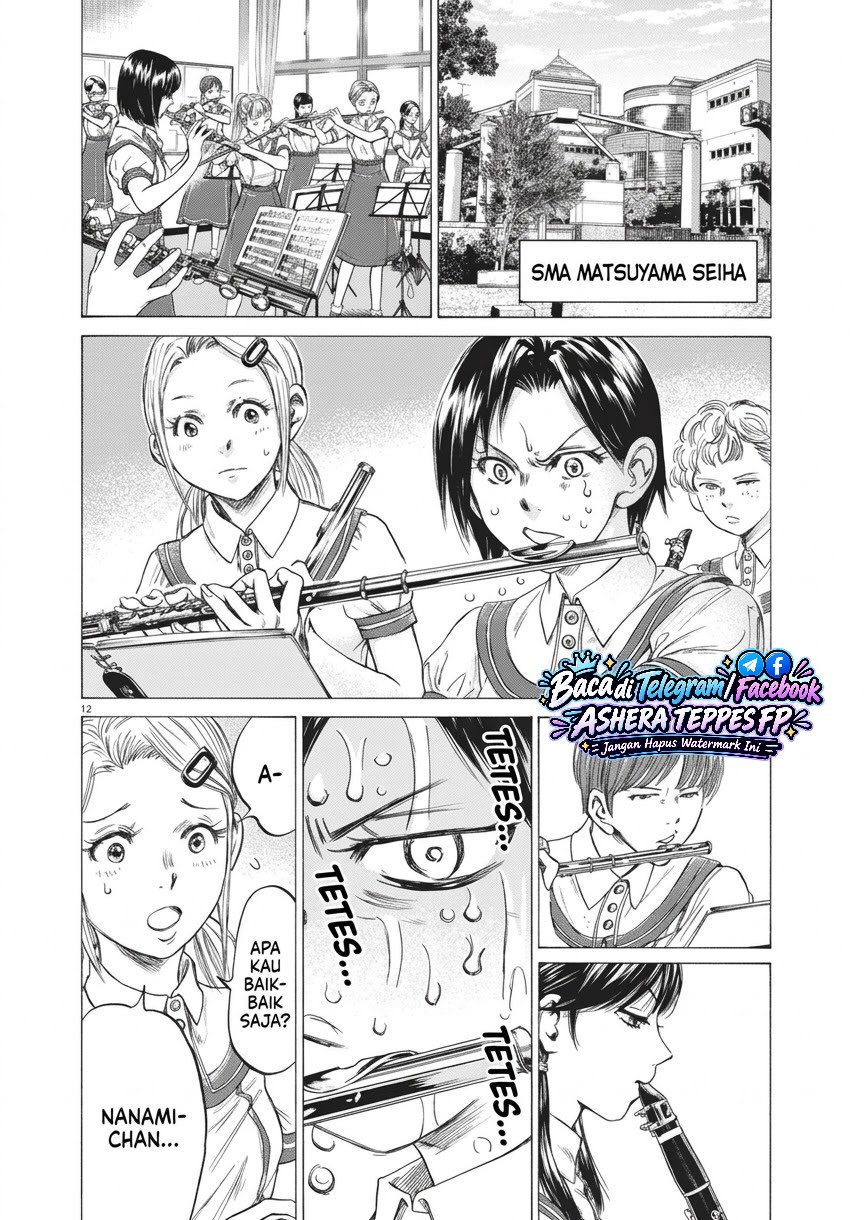 SMA MATSUYAMA SEIHA
Baca di Telegram/Facebook
ASHERA TEPPES FP
Jangan Hapus Watermark Ini
12
TETES...
TETES...
TETES...
A-
APA
KAU
BAIK-
BAIK
SAJA?
NANAMI-
CHAN...